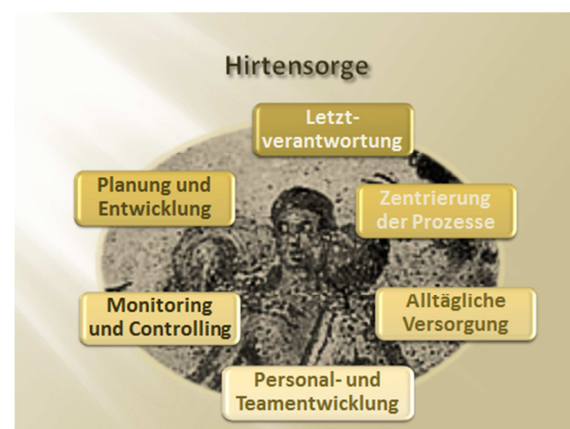 Hirtensorge
Letzt-
verantwortung
Zentrierung
der Prozesse
Alltägliche
Versorgung
Personal- und
Teamentwicklung
Monitoring
und Controlling
Planung und
Entwicklung